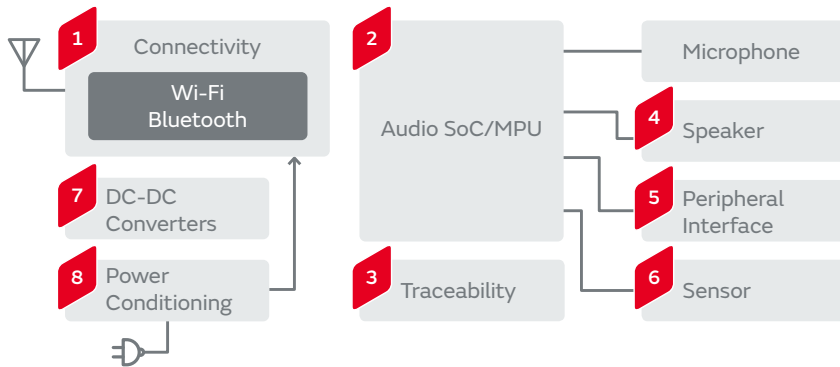 1
Connectivity
Wi-Fi
Bluetooth
7
DC-DC
Converters
8
Power
Conditioning
2
Audio SoC/MPU
3
Traceability
Microphone
4
Speaker
5
Peripheral
Interface
6
Sensor